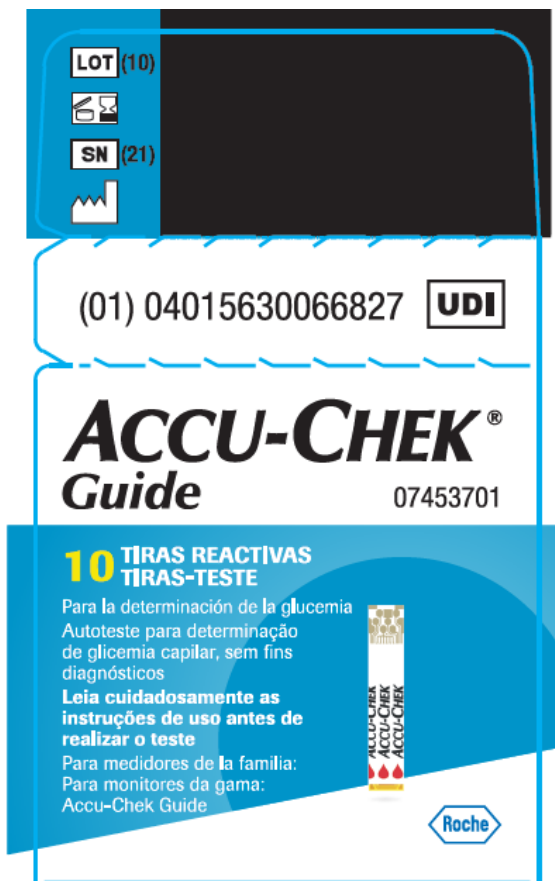 LOT (10)
SN (21)
(01) 04015630066827 UDI
ACCU-CHEK®
Guide 07453701
10 TIRAS REACTIVAS
TIRAS-TESTE
Para la determinación de la glucemia
Autoteste para determinação
de glicemia capilar, sem fins
diagnósticos
Leia cuidadosamente as
instruções de uso antes de
realizar o teste
Para medidores de la familia:
Para monitores da gama:
Accu-Chek Guide
ACCU-CHEK
ACCU-CHEK
ACCU-CHEK
Roche